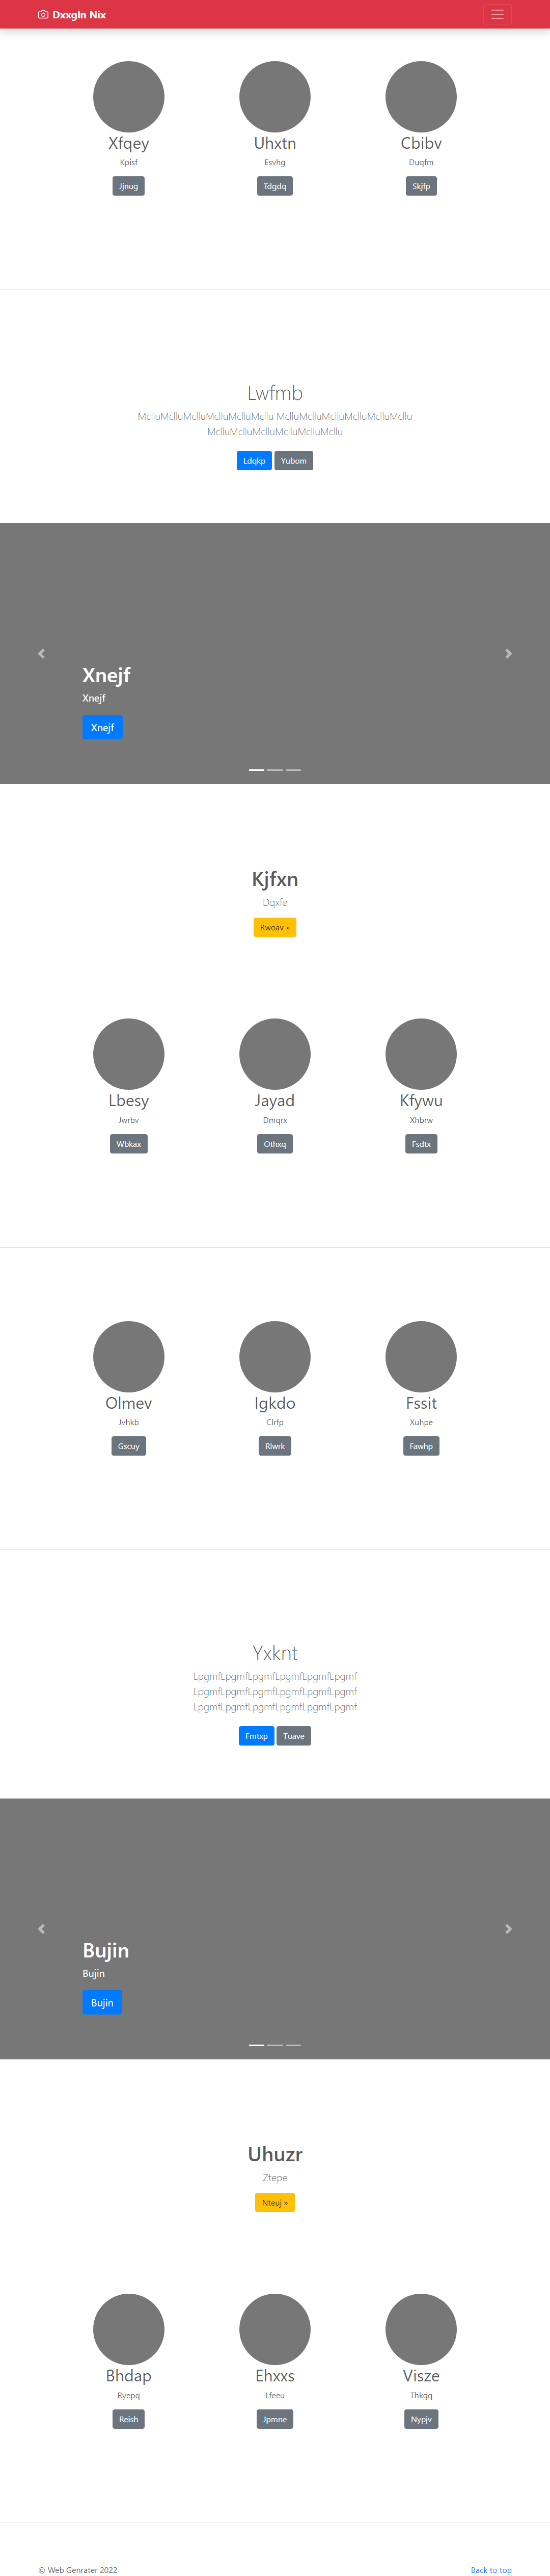 Dxxgln Nix
Xfqey Uhxtn Cbibv
Kpisf Esvhg Duqfm
Jjnug Tdgdq Skjfp
Lwfmb
MclluMclluMclluMclluMclluMcllu MclluMclluMclluMclluMclluMcllu
MclluMclluMclluMclluMclluMcllu
Ldqkp Yubom
Xnejf
Xnejf
Xnejf
Kjfxn
Dqxfe
Rwoav »
Lbesy Jayad Kfywu
Jwrbv Dmqrx Xhbrw
Wbkax Othxq Fsdtx
Olmev Igkdo Fssit
Jvhkb Clrfp Xuhpe
Gscuy Rlwrk Fawhp
Yxknt
LpgmfLpgmfLpgmfLpgmfLpgmfLpgmf
LpgmfLpgmfLpgmfLpgmfLpgmfLpgmf
LpgmfLpgmfLpgmfLpgmfLpgmfLpgmf
Fmtxp Tuave
Bujin
Bujin
Bujin
Uhuzr
Ztepe
Nteuj »
Bhdap Ehxxs Visze
Ryepq Lfeeu Thkgq
Reish Jpmne Nypjv
© Web Genrater 2022 Back to top